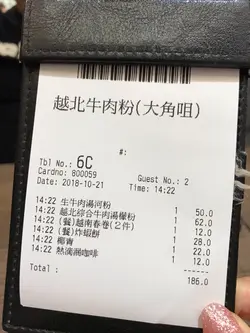 越北牛肉粉(大角咀)
#:
Tbl No.: 6C
Cardno: 800059 Guest No.: 2
Date: 2018-10-21 Time: 14:22
14:22 生牛肉湯河粉 1 50.0
14:22 越北綜合牛肉湯檬粉 1 62.0
14:22 (餐)越南春卷(2件) 1 12.0
14:22 (餐)炸蝦餅 1 28.0
14:22 椰青 1 22.0
14:22 熱滴漏咖啡 1 12.0
Total : 186.0